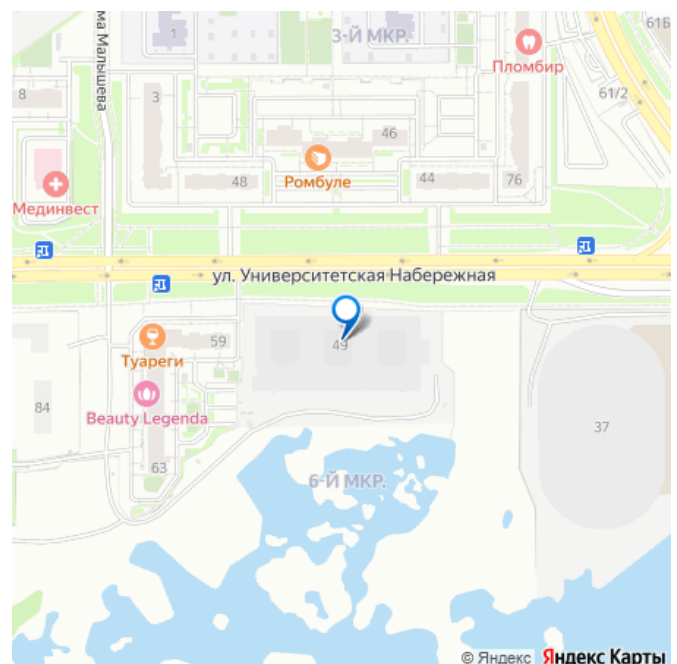 ма Малышева
1
3-Й МКР.
Пломбир
61Б
61/2
8
3
46
Ромбуле
48
44
76
Мединвест
ул. Университетская Набережная
49
59
Туареги
84
Beauty Legenda
63
37
6-Й МКР.
© Яндекс Яндекс Карты